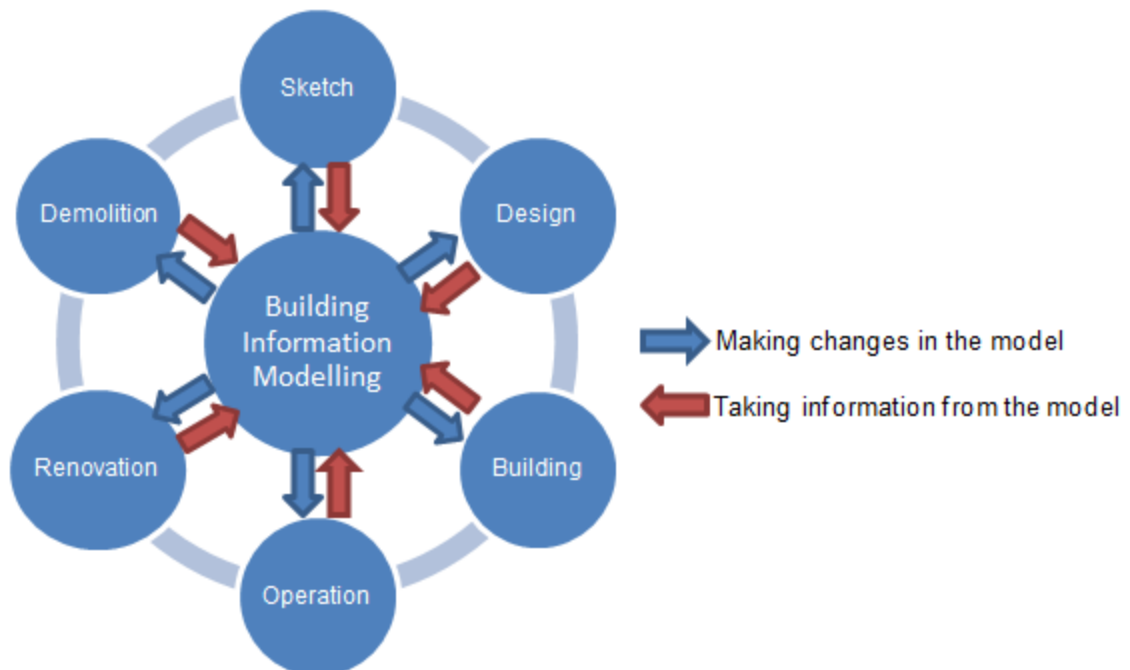 Sketch
Demolition
Design
Building
Information
Modelling
Making changes in the model
Taking information from the model
Renovation
Building
Operation